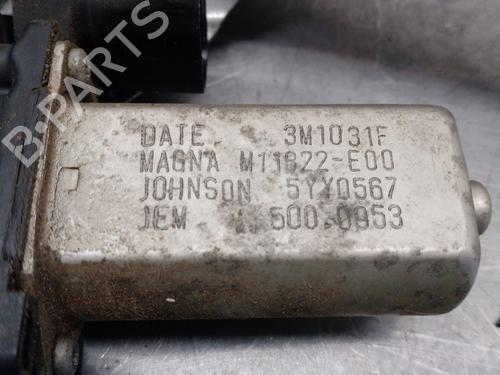 B-PARTS
DATE 3M1031F
MAGNA M11822-E00
JOHNSON 5YY0567
JEM 500.0953